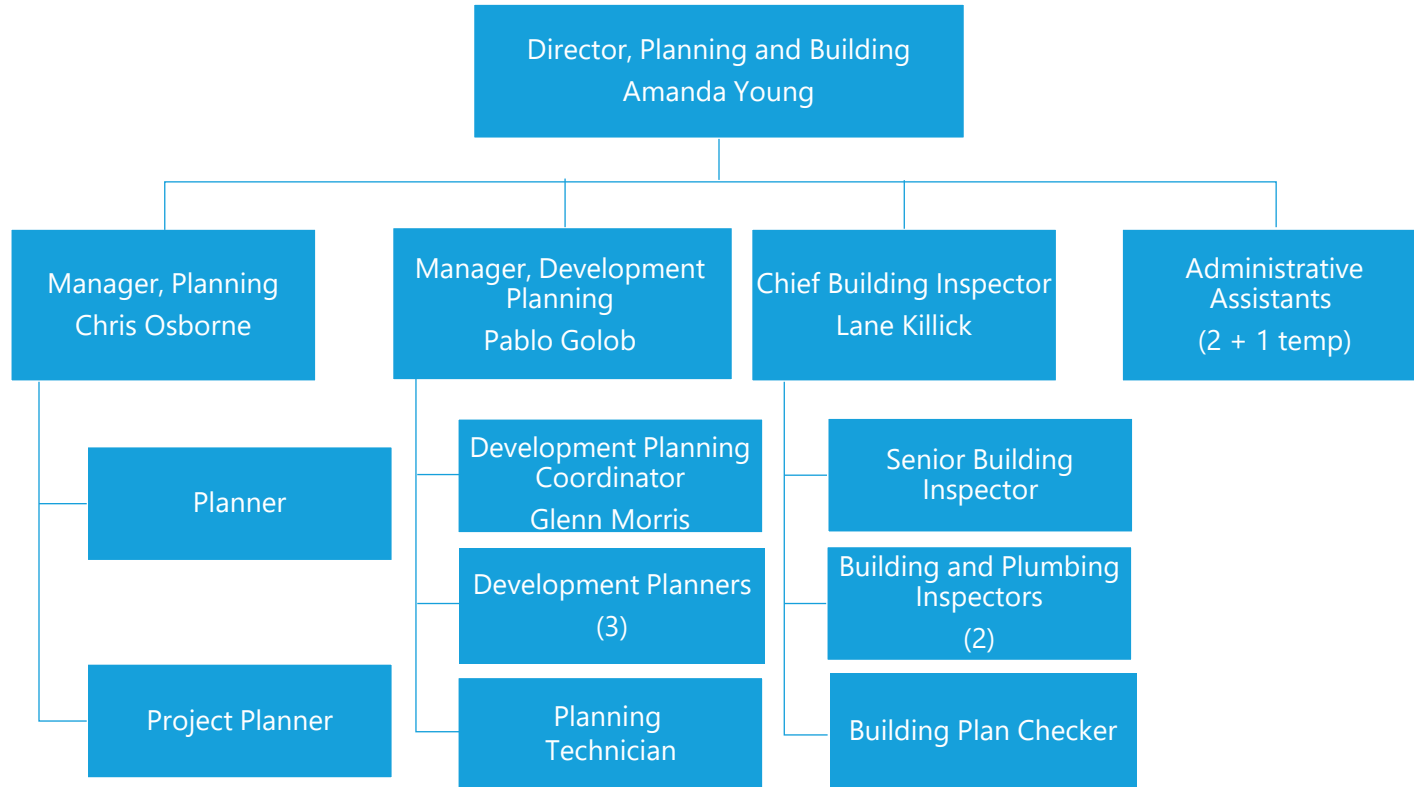 Director, Planning and Building
Amanda Young
Manager, Planning
Chris Osborne
Manager, Development
Planning
Pablo Golob
Chief Building Inspector
Lane Killick
Administrative
Assistants
(2 + 1 temp)
Planner
Project Planner
Development Planning
Coordinator
Glenn Morris
Development Planners
(3)
Planning
Technician
Senior Building
Inspector
Building and Plumbing
Inspectors
(2)
Building Plan Checker